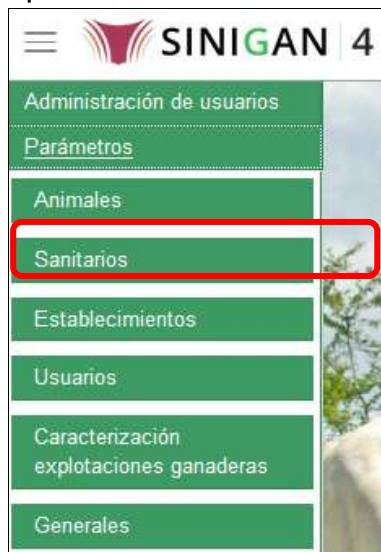 SINIGAN 4
Administración de usuarios
Parámetros
Animales
Sanitarios
Establecimientos
Usuarios
Caracterización
explotaciones ganaderas
Generales